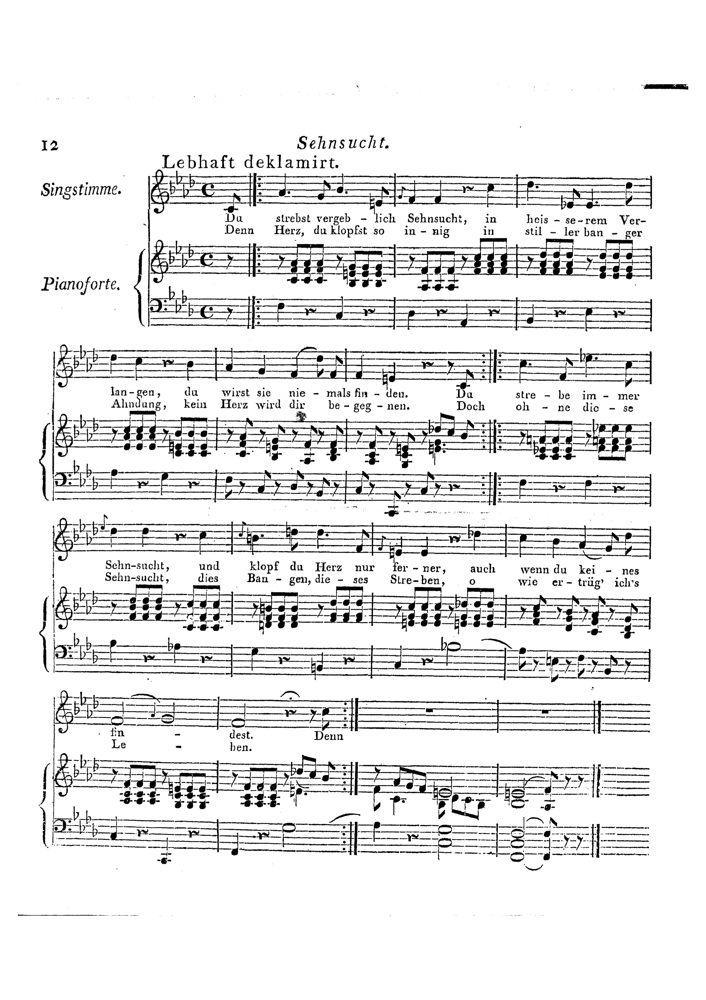 12
Sehnsucht.
Lebhaft deklamirt.
Singstimme.
Du strebst vergeb - lich Sehnsucht, in heis - se - rem Ver-
Denn Herz, du klopfst so in - nig in stil - ler ban - ger
Pianoforte.
lan - gen, du wirst sie nie - mals fin - den. Du stre - be im - mer
Ahndung, kein Herz wird dir be - geg - nen. Doch oh - ne die - se
Sehn-sucht, und klopf du Herz nur fer - ner, auch wenn du kei - nes
Sehn-sucht, dies Ban - gen, die - ses Stre - ben, o wie er - trüg' ich's
fin - dest. Denn
Le - ben.